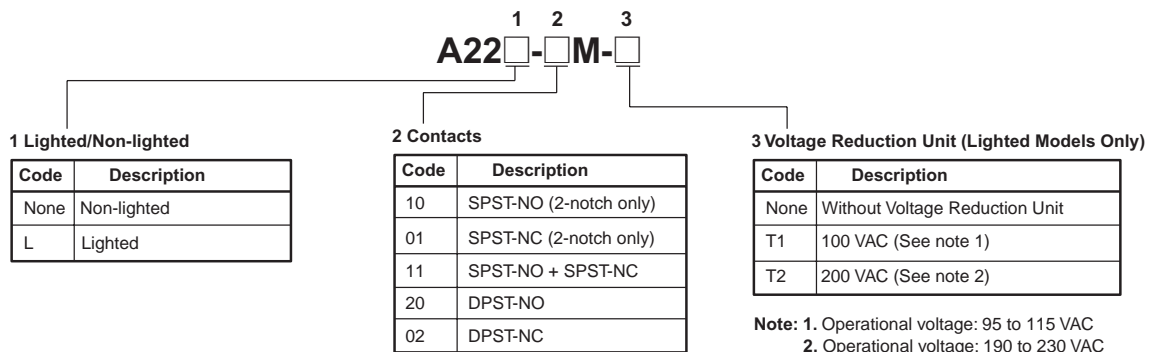 1 2 3
A22□-□M-□
1 Lighted/Non-lighted
Code Description
None Non-lighted
L Lighted
2 Contacts
Code Description
10 SPST-NO (2-notch only)
01 SPST-NC (2-notch only)
11 SPST-NO + SPST-NC
20 DPST-NO
02 DPST-NC
3 Voltage Reduction Unit (Lighted Models Only)
Code Description
None Without Voltage Reduction Unit
T1 100 VAC (See note 1)
T2 200 VAC (See note 2)
Note: 1. Operational voltage: 95 to 115 VAC
2. Operational voltage: 190 to 230 VAC